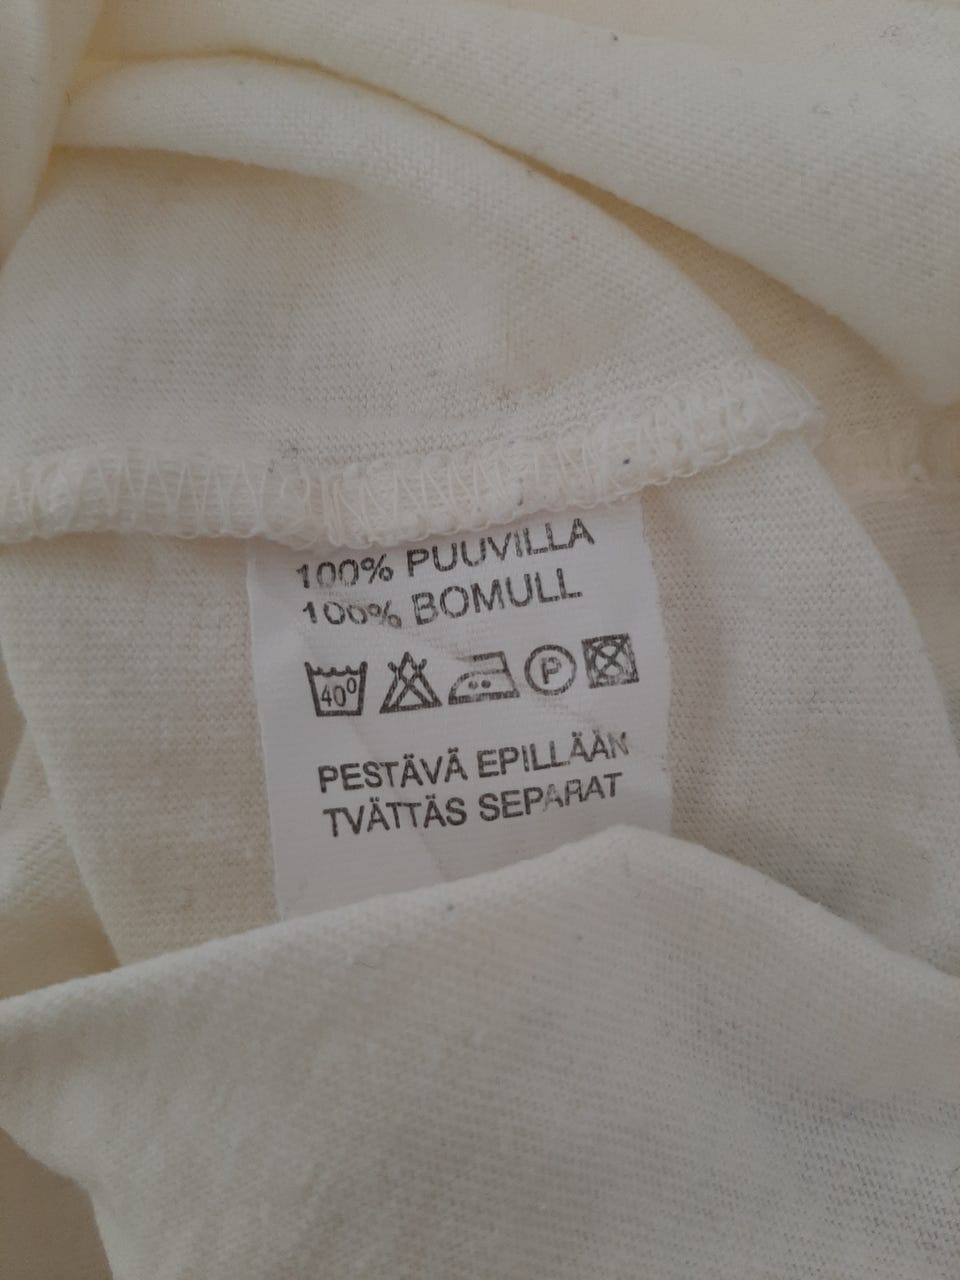 100% PUUVILLA
100% BOMULL
40° P
PESTÄVÄ EPILLÄÄN
TVÄTTÄS SEPARAT